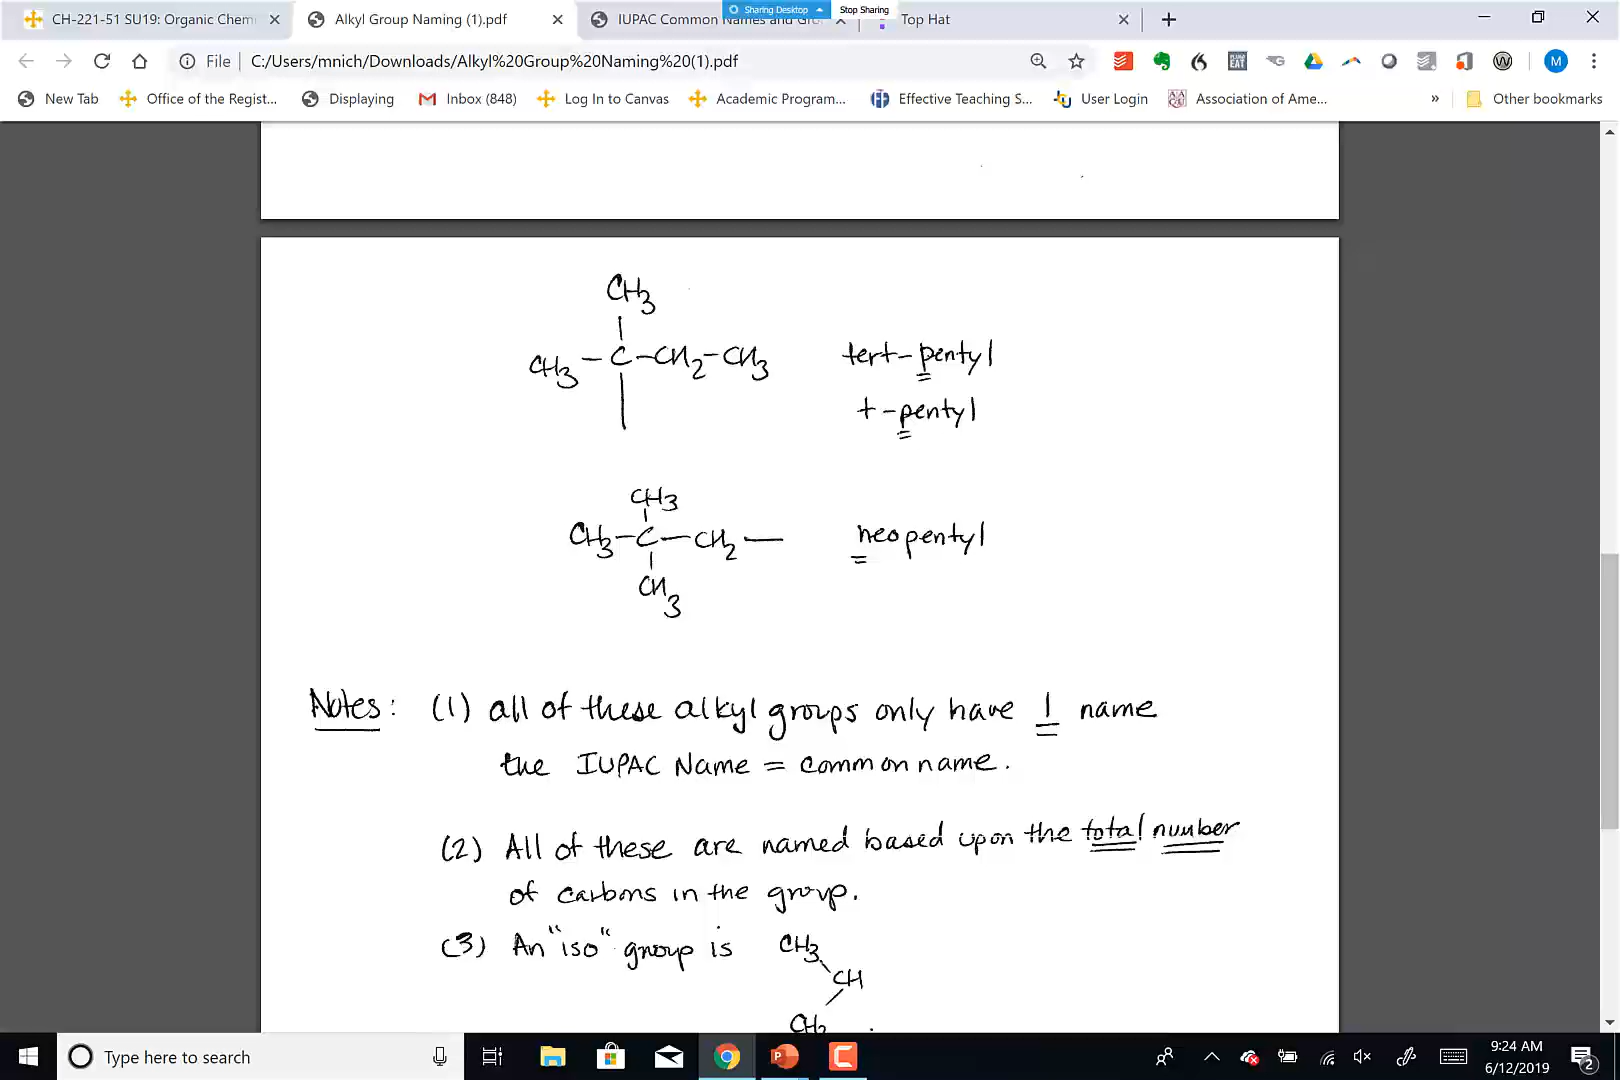 CH-221-51 SU19: Organic Chem
Alkyl Group Naming (1).pdf
IUPAC Common Names and Gro
Sharing Desktop
Stop Sharing
Top Hat
File
C:/Users/mnich/Downloads/Alkyl%20Group%20Naming%20(1).pdf
M
New Tab
Office of the Regist...
Displaying
Inbox (848)
Log In to Canvas
Academic Program...
Effective Teaching S...
User Login
Association of Ame...
»
Other bookmarks
CH3
CH3-C-CH2-CH3
tert-pentyl
t-pentyl
CH3
CH3-C-CH2-
neopentyl
CH3
Notes: (1) all of these alkyl groups only have 1 name
the IUPAC Name = common name.
(2) All of these are named based upon the total number
of carbons in the group.
(3) An "iso" group is
CH3
CH
CH2
Type here to search
9:24 AM
6/12/2019
2